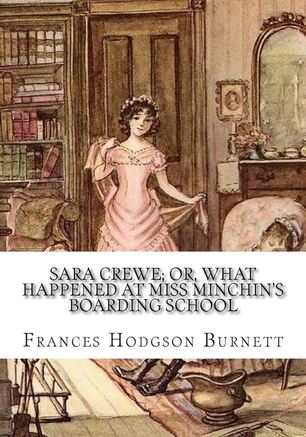 SARA CREWE; OR, WHAT
HAPPENED AT MISS MINCHIN'S
BOARDING SCHOOL
FRANCES HODGSON BURNETT